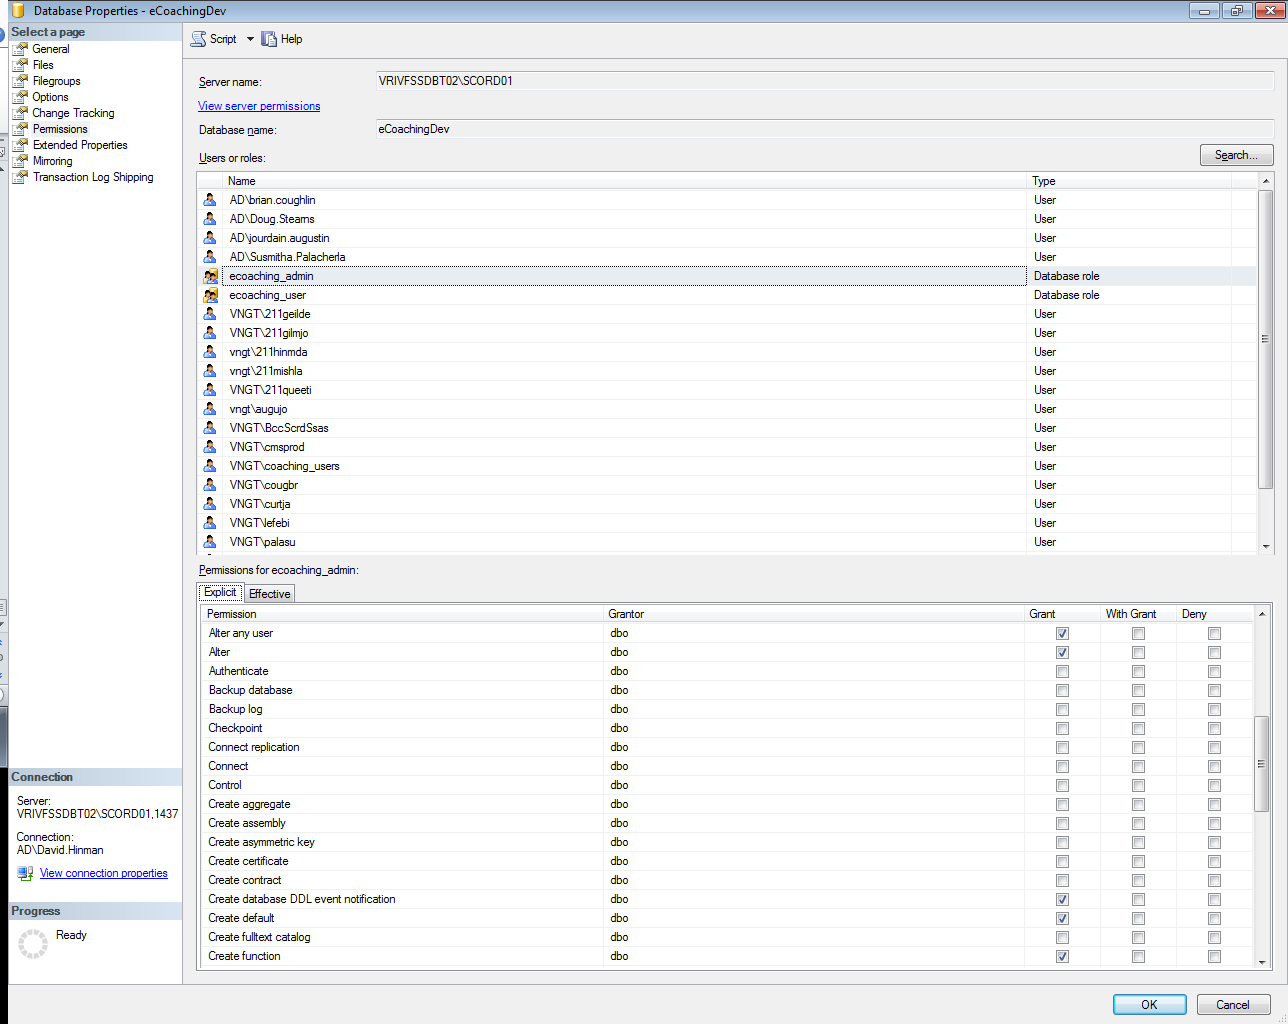 Database Properties - eCoachingDev
Select a page
General
Files
Filegroups
Options
Change Tracking
Permissions
Extended Properties
Mirroring
Transaction Log Shipping
Script Help
Server name: VRIVFSSDBT02\SCORD01
View server permissions
Database name: eCoachingDev
Users or roles: Search...
Name Type
AD\brian.coughlin User
AD\Doug.Stearns User
AD\jourdain.augustin User
AD\Susmitha.Palacherla User
ecoaching_admin Database role
ecoaching_user Database role
VNGT\211geilde User
VNGT\211gilmjo User
vngt\211hinmda User
vngt\211mishla User
VNGT\211queeti User
vngt\augujo User
VNGT\BccScrdSsas User
VNGT\cmsprod User
VNGT\coaching_users User
VNGT\cougbr User
VNGT\curtja User
VNGT\lefebi User
VNGT\palasu User
Permissions for ecoaching_admin:
Explicit Effective
Permission Grantor Grant With Grant Deny
Alter any user dbo
Alter dbo
Authenticate dbo
Backup database dbo
Backup log dbo
Checkpoint dbo
Connect replication dbo
Connect dbo
Control dbo
Create aggregate dbo
Create assembly dbo
Create asymmetric key dbo
Create certificate dbo
Create contract dbo
Create database DDL event notification dbo
Create default dbo
Create fulltext catalog dbo
Create function dbo
Connection
Server:
VRIVFSSDBT02\SCORD01,1437
Connection:
AD\David.Hinman
View connection properties
Progress
Ready
OK Cancel